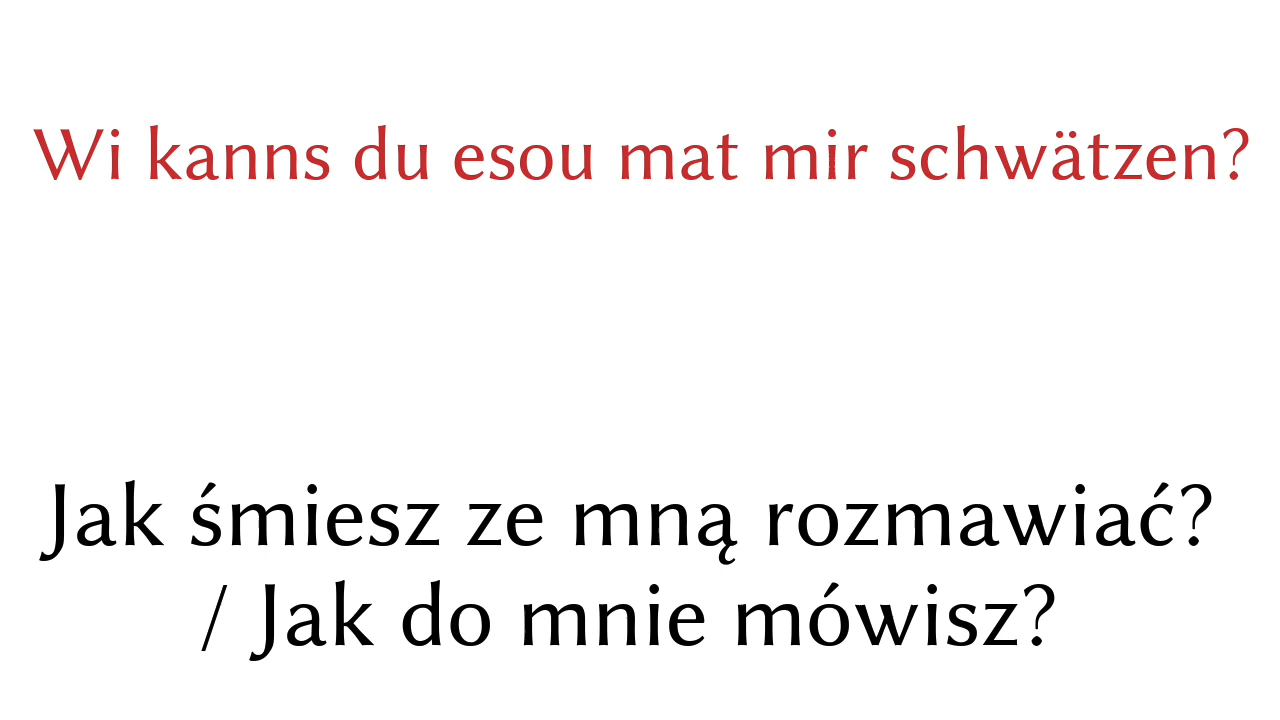 Wi kanns du esou mat mir schwätzen?
Jak śmiesz ze mną rozmawiać?
/ Jak do mnie mówisz?